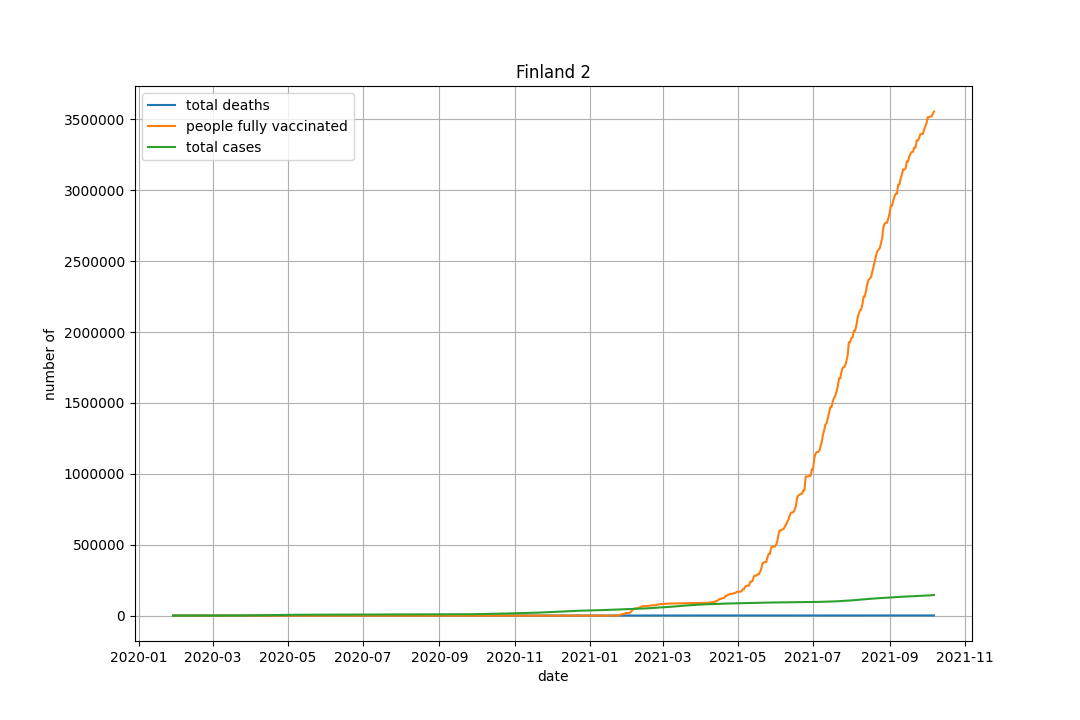 Finland 2
total deaths
people fully vaccinated
total cases
3500000
3000000
2500000
2000000
1500000
1000000
500000
0
number of
2020-01 2020-03 2020-05 2020-07 2020-09 2020-11 2021-01 2021-03 2021-05 2021-07 2021-09 2021-11
date